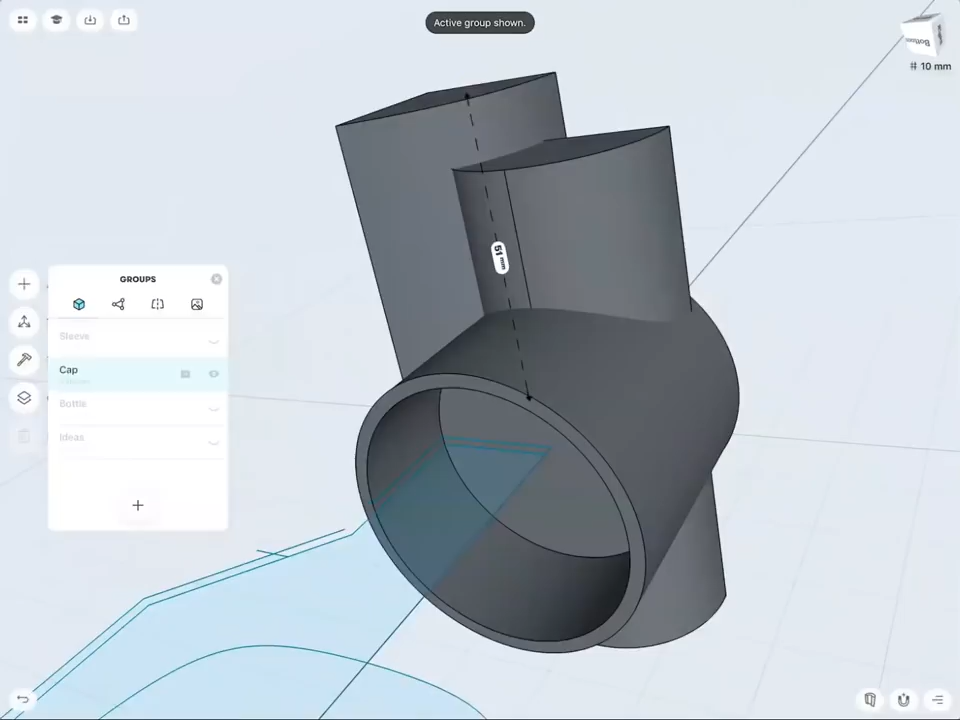 Active group shown.
Bottom
# 10 mm
51 mm
GROUPS
Sleeve
Cap
Bottle
Ideas